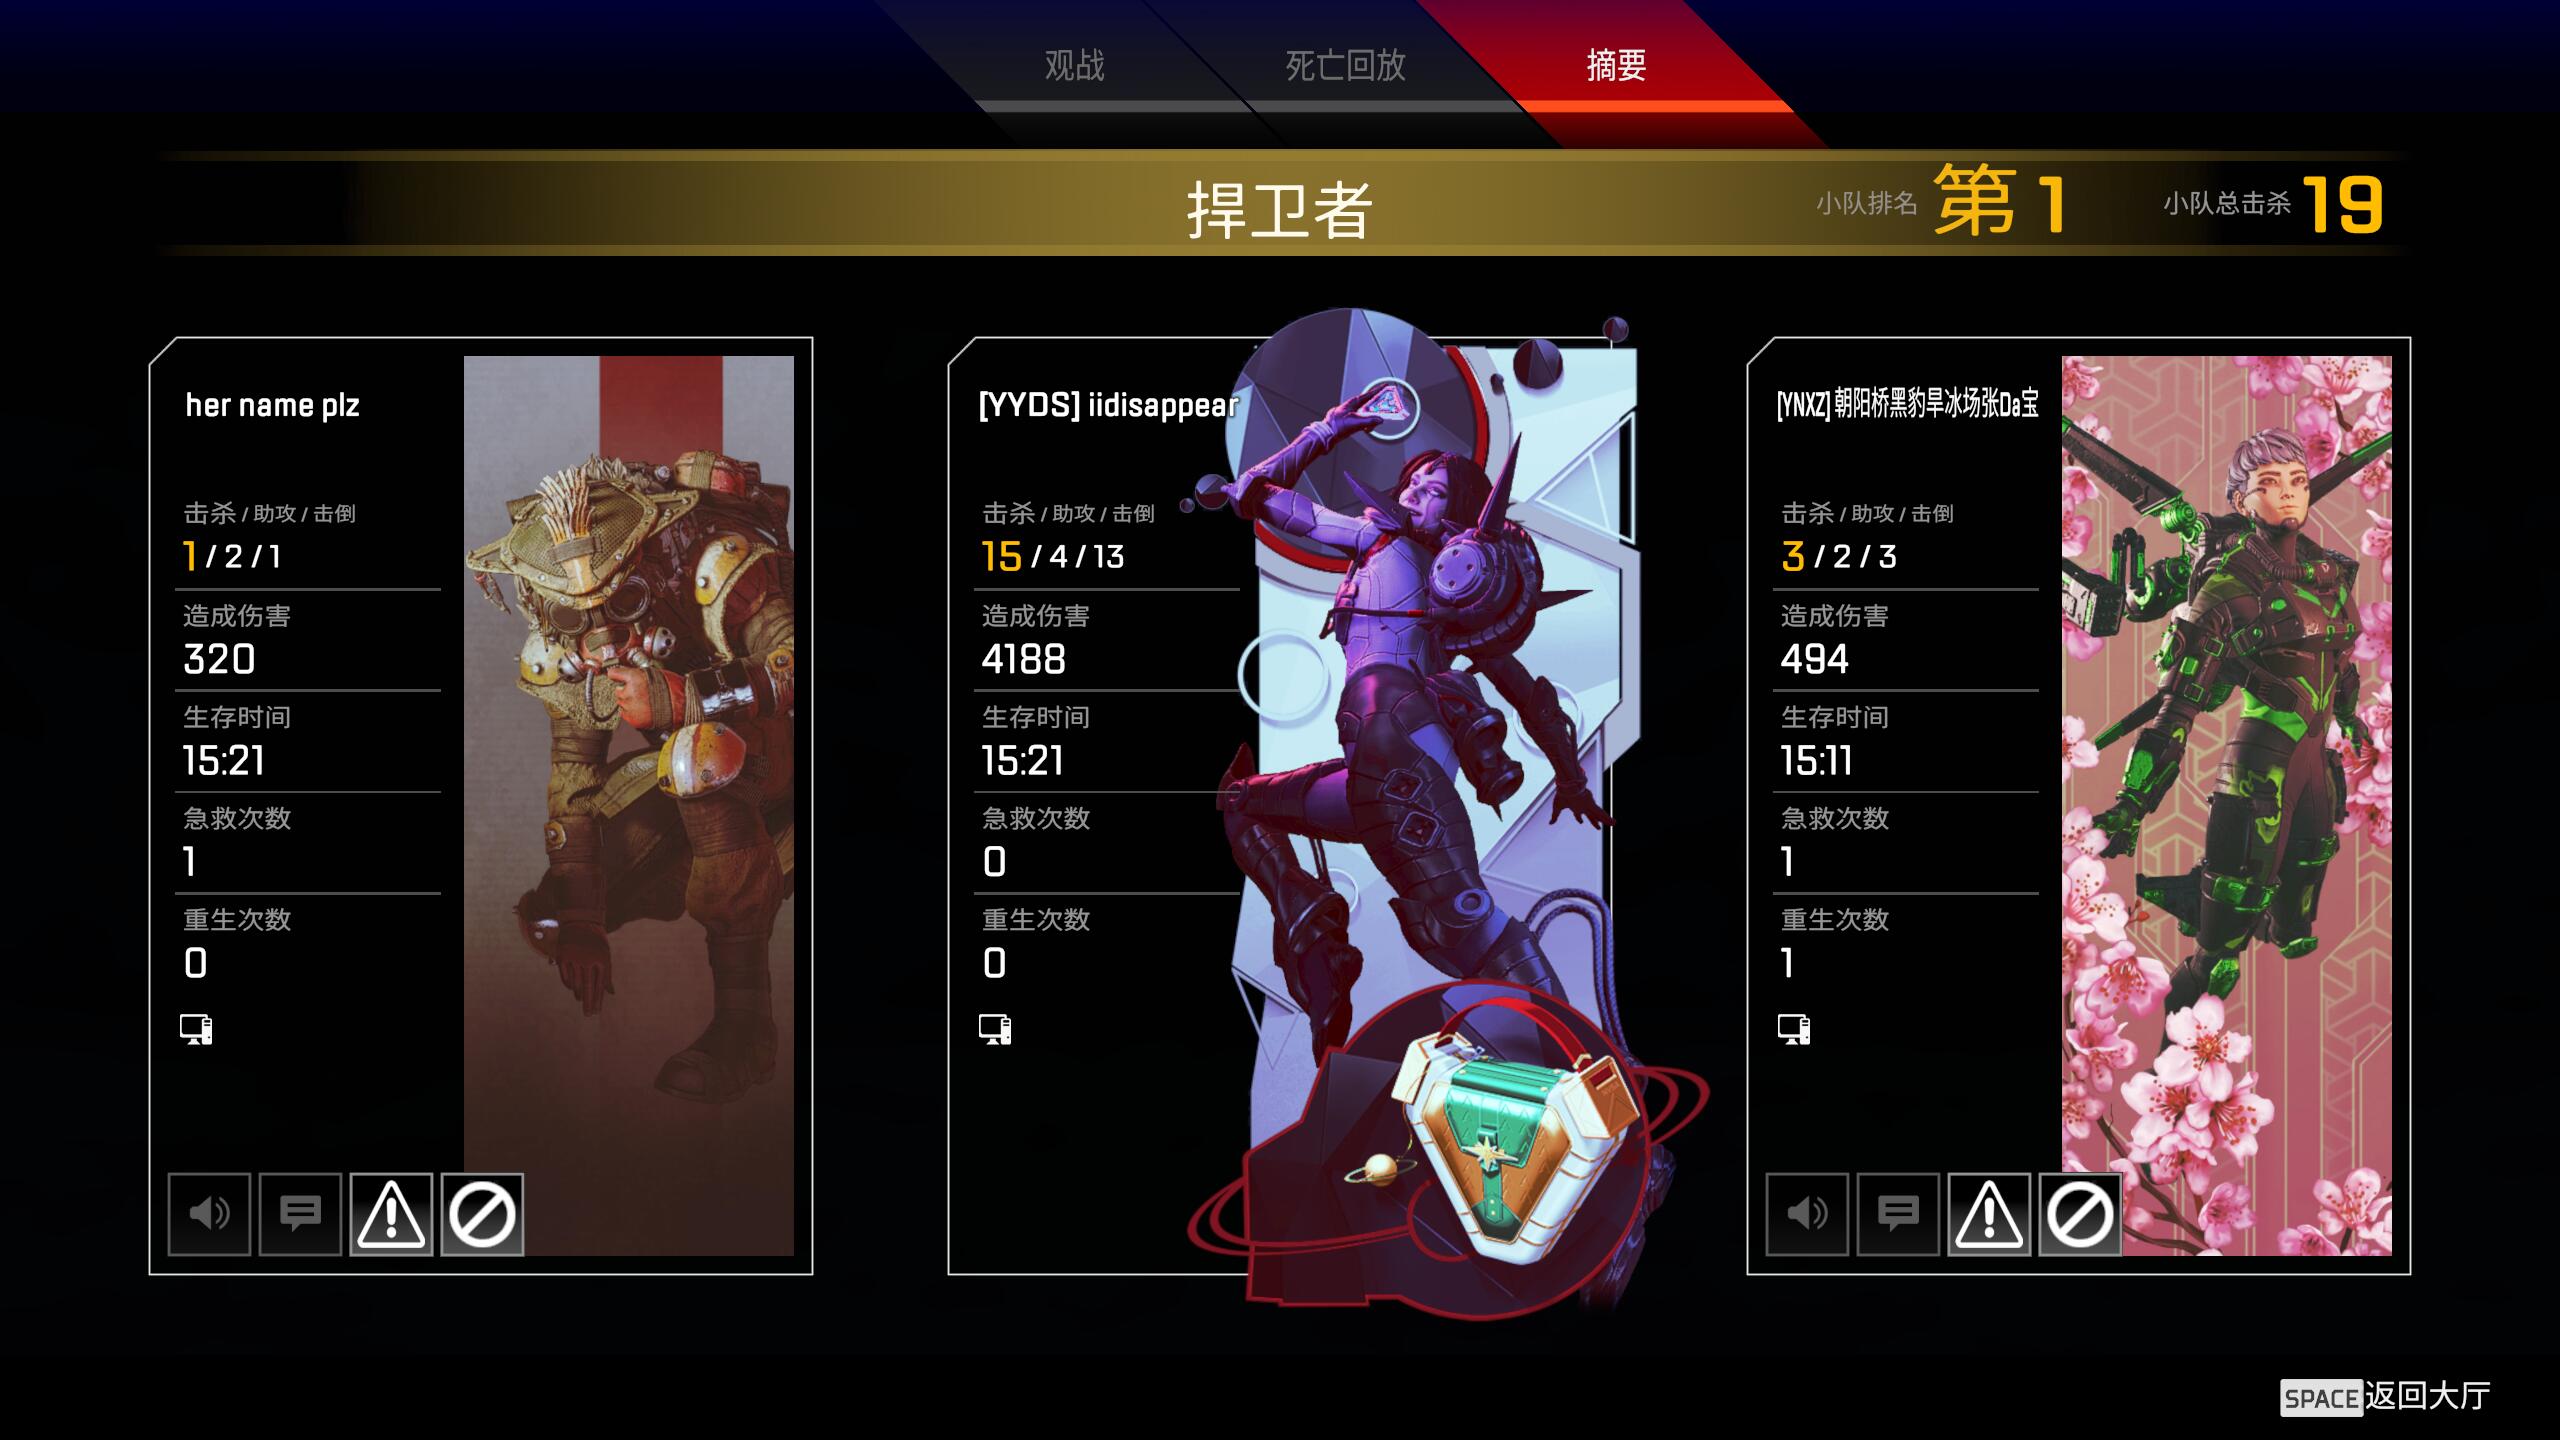 观战
死亡回放
摘要
捍卫者
小队排名 第1
小队总击杀 19
her name plz
击杀 / 助攻 / 击倒
1 / 2 / 1
造成伤害
320
生存时间
15:21
急救次数
1
重生次数
0
[YYDS] iidisappear
击杀 / 助攻 / 击倒
15 / 4 / 13
造成伤害
4188
生存时间
15:21
急救次数
0
重生次数
0
[YNXZ] 朝阳桥黑豹旱冰场张Da宝
击杀 / 助攻 / 击倒
3 / 2 / 3
造成伤害
494
生存时间
15:11
急救次数
1
重生次数
1
SPACE 返回大厅